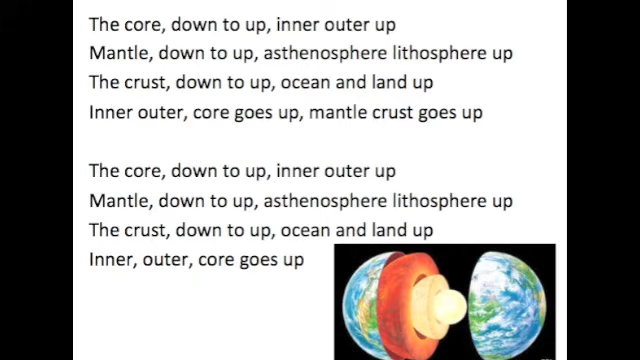 The core, down to up, inner outer up
Mantle, down to up, asthenosphere lithosphere up
The crust, down to up, ocean and land up
Inner outer, core goes up, mantle crust goes up
The core, down to up, inner outer up
Mantle, down to up, asthenosphere lithosphere up
The crust, down to up, ocean and land up
Inner, outer, core goes up